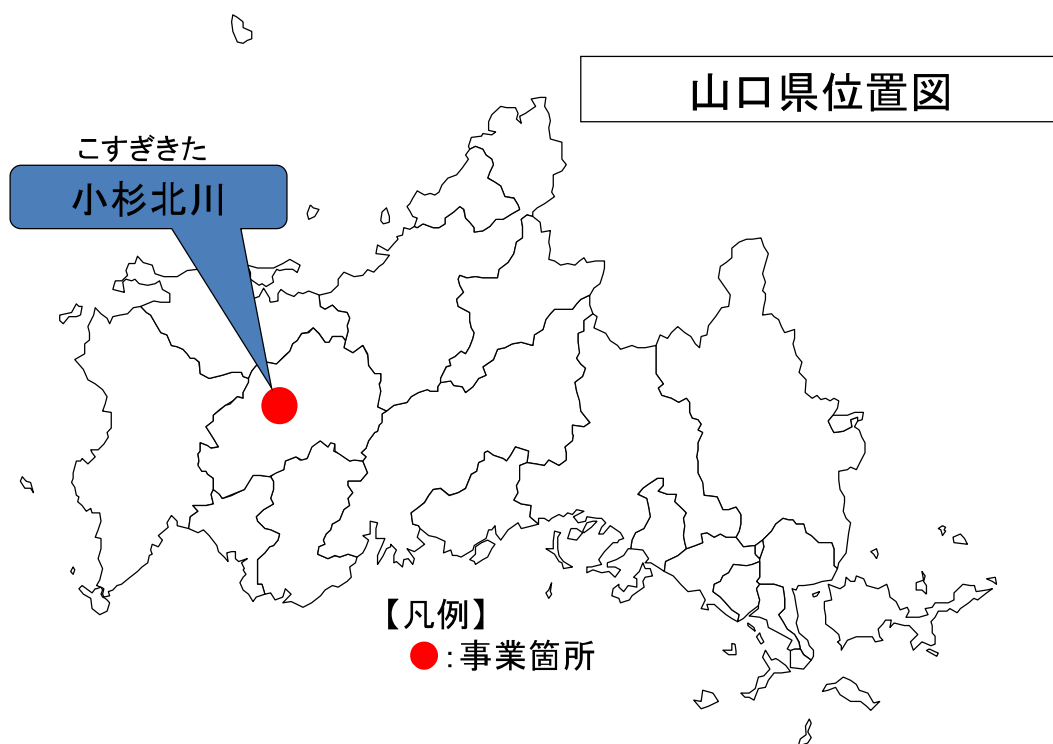 山口県位置図
こすぎきた
小杉北川
【凡例】
●:事業箇所